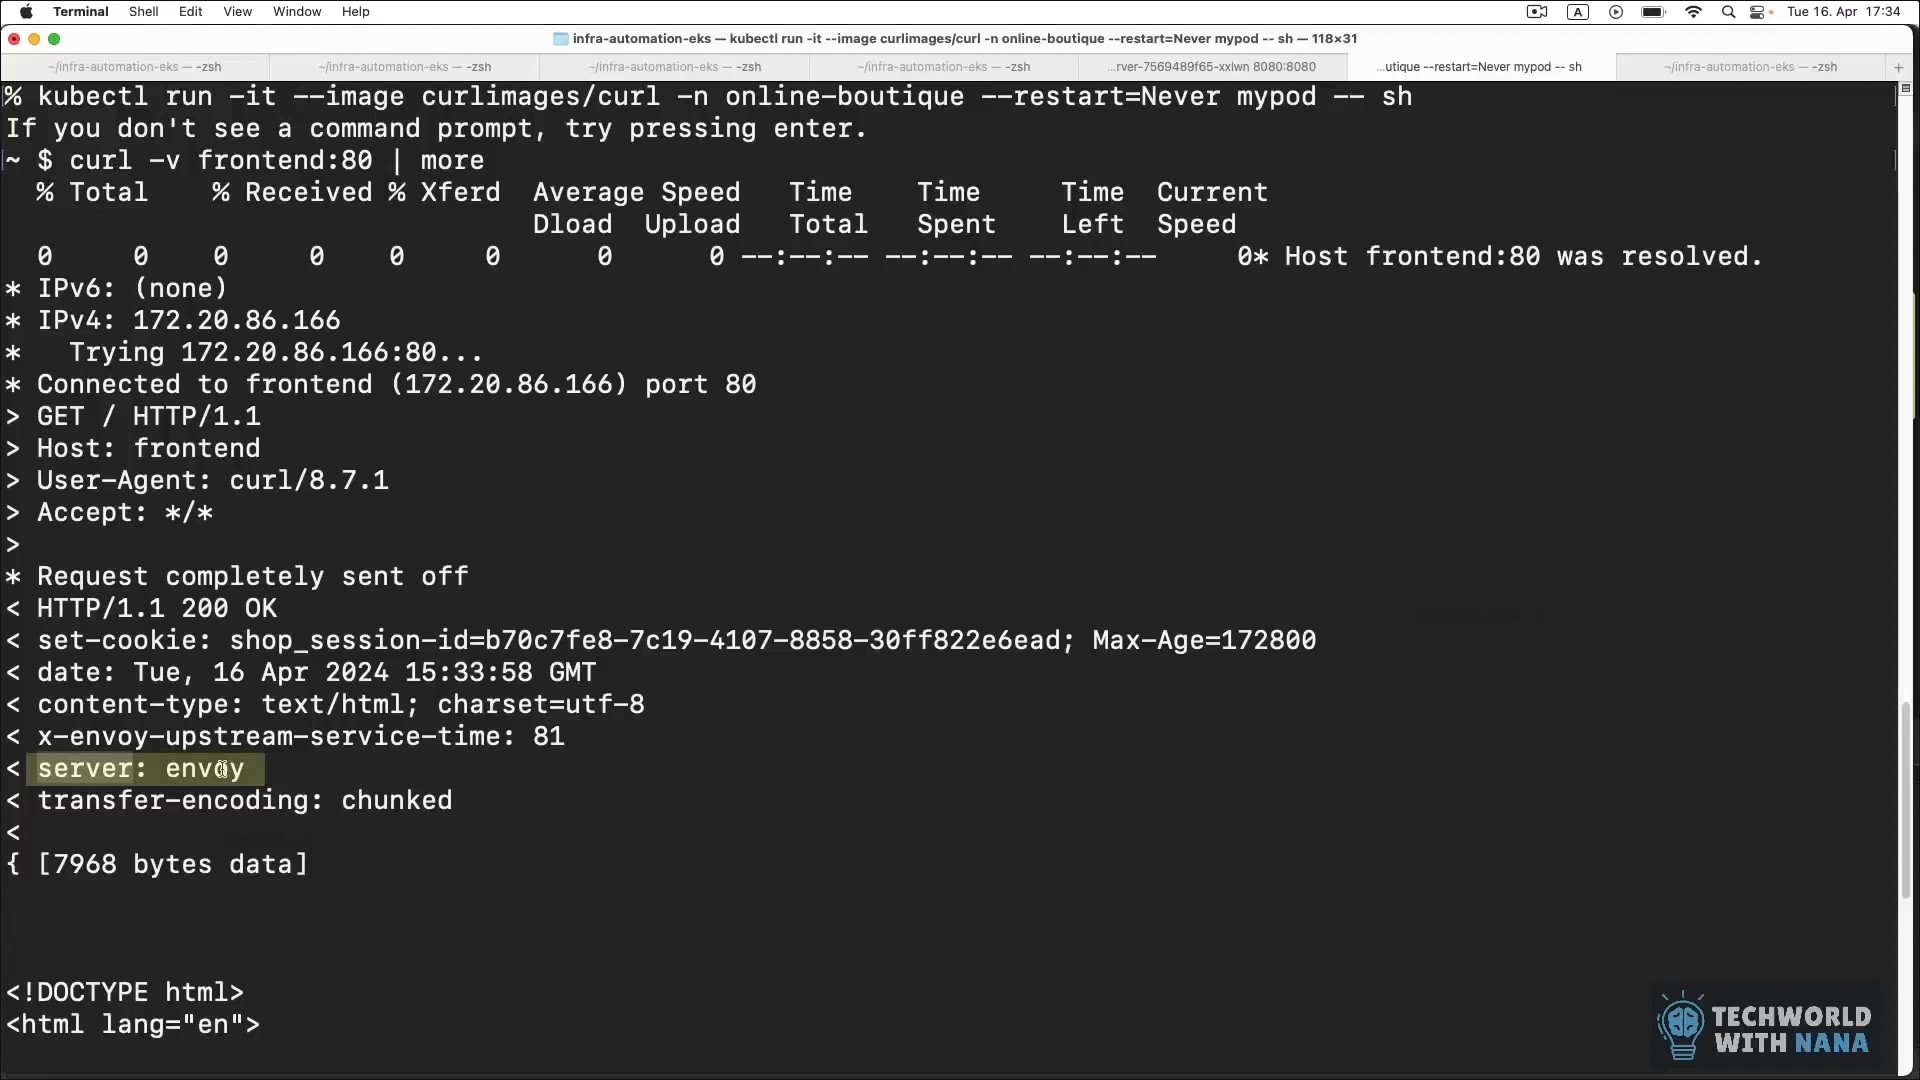 Terminal Shell Edit View Window Help A Tue 16. Apr 17:34
infra-automation-eks — kubectl run -it --image curlimages/curl -n online-boutique --restart=Never mypod -- sh — 118×31
~/infra-automation-eks — -zsh ~/infra-automation-eks — -zsh ~/infra-automation-eks — -zsh ~/infra-automation-eks — -zsh ...rver-7569489f65-xxlwn 8080:8080 ...utique --restart=Never mypod -- sh ~/infra-automation-eks — -zsh +
% kubectl run -it --image curlimages/curl -n online-boutique --restart=Never mypod -- sh
If you don't see a command prompt, try pressing enter.
~ $ curl -v frontend:80 | more
% Total % Received % Xferd Average Speed Time Time Time Current
Dload Upload Total Spent Left Speed
0 0 0 0 0 0 0 0 --:--:-- --:--:-- --:--:-- 0* Host frontend:80 was resolved.
* IPv6: (none)
* IPv4: 172.20.86.166
* Trying 172.20.86.166:80...
* Connected to frontend (172.20.86.166) port 80
> GET / HTTP/1.1
> Host: frontend
> User-Agent: curl/8.7.1
> Accept: */*
>
* Request completely sent off
< HTTP/1.1 200 OK
< set-cookie: shop_session-id=b70c7fe8-7c19-4107-8858-30ff822e6ead; Max-Age=172800
< date: Tue, 16 Apr 2024 15:33:58 GMT
< content-type: text/html; charset=utf-8
< x-envoy-upstream-service-time: 81
< server: envoy
< transfer-encoding: chunked
<
{ [7968 bytes data]
<!DOCTYPE html>
<html lang="en">
TECHWORLD
WITH NANA